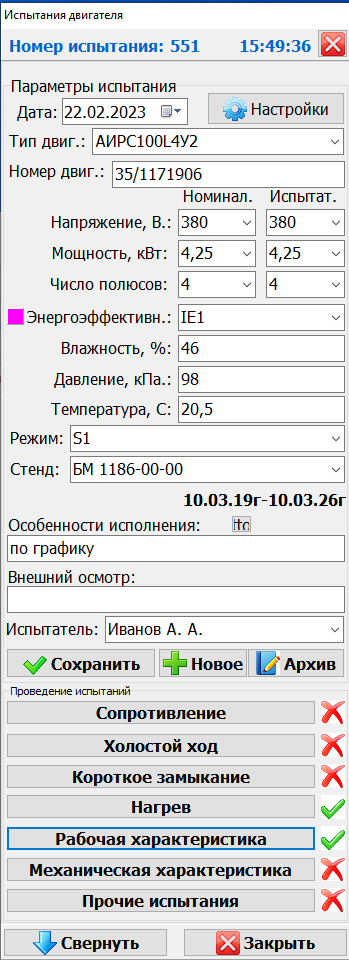 Испытания двигателя
Номер испытания: 551 15:49:36
Параметры испытания
Дата: 22.02.2023 Настройки
Тип двиг.: АИРС100L4У2
Номер двиг.: 35/1171906
Номинал. Испытат.
Напряжение, В.: 380 380
Мощность, кВт: 4,25 4,25
Число полюсов: 4 4
Энергоэффективн.: IE1
Влажность, %: 46
Давление, кПа.: 98
Температура, С: 20,5
Режим: S1
Стенд: БМ 1186-00-00
10.03.19г-10.03.26г
Особенности исполнения:
по графику
Внешний осмотр:
Испытатель: Иванов А. А.
Сохранить Новое Архив
Проведение испытаний
Сопротивление
Холостой ход
Короткое замыкание
Нагрев
Рабочая характеристика
Механическая характеристика
Прочие испытания
Свернуть Закрыть